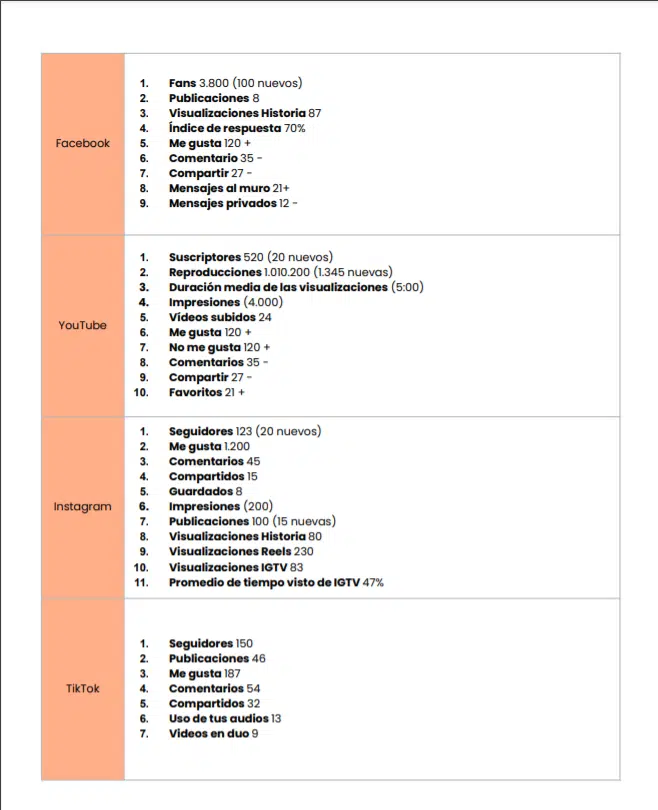 Facebook
1. Fans 3.800 (100 nuevos)
2. Publicaciones 8
3. Visualizaciones Historia 87
4. Índice de respuesta 70%
5. Me gusta 120 +
6. Comentario 35 -
7. Compartir 27 -
8. Mensajes al muro 21+
9. Mensajes privados 12 -
YouTube
1. Suscriptores 520 (20 nuevos)
2. Reproducciones 1.010.200 (1.345 nuevas)
3. Duración media de las visualizaciones (5:00)
4. Impresiones (4.000)
5. Vídeos subidos 24
6. Me gusta 120 +
7. No me gusta 120 +
8. Comentarios 35 -
9. Compartir 27 -
10. Favoritos 21 +
Instagram
1. Seguidores 123 (20 nuevos)
2. Me gusta 1.200
3. Comentarios 45
4. Compartidos 15
5. Guardados 8
6. Impresiones (200)
7. Publicaciones 100 (15 nuevas)
8. Visualizaciones Historia 80
9. Visualizaciones Reels 230
10. Visualizaciones IGTV 83
11. Promedio de tiempo visto de IGTV 47%
TikTok
1. Seguidores 150
2. Publicaciones 46
3. Me gusta 187
4. Comentarios 54
5. Compartidos 32
6. Uso de tus audios 13
7. Videos en duo 9